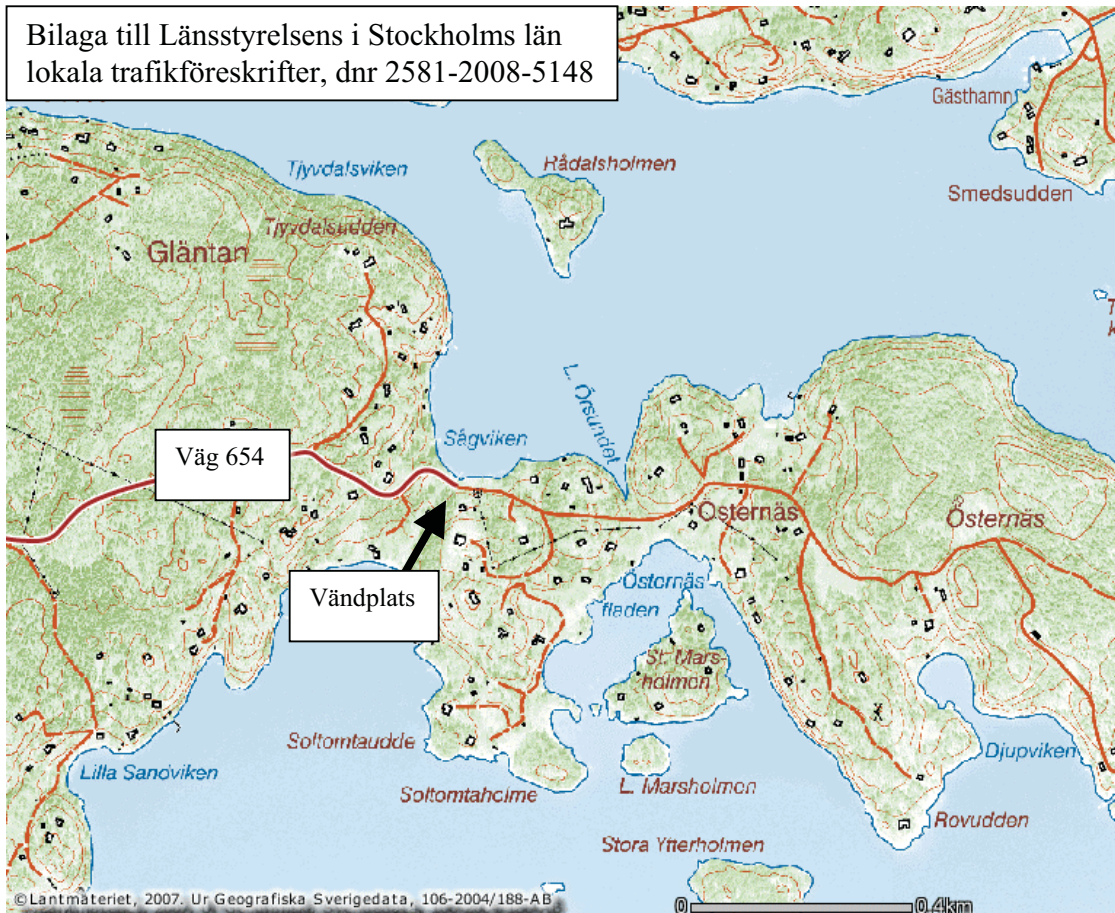 Bilaga till Länsstyrelsens i Stockholms län
lokala trafikföreskrifter, dnr 2581-2008-5148
Gästhamn
Tjyvdalsviken
Rådalsholmen
Smedsudden
Tjyvdalsudden
Gläntan
T
k
L. Örsundet
Sågviken
Väg 654
Östernäs
Östernäs
Vändplats
Östernäs
fladen
St. Mars-
holmen
Soltomtaudde
Djupviken
Lilla Sandviken
Soltomtaholme
L. Marsholmen
Rovudden
Stora Ytterholmen
©Lantmäteriet, 2007. Ur Geografiska Sverigedata, 106-2004/188-AB
0 0.4km